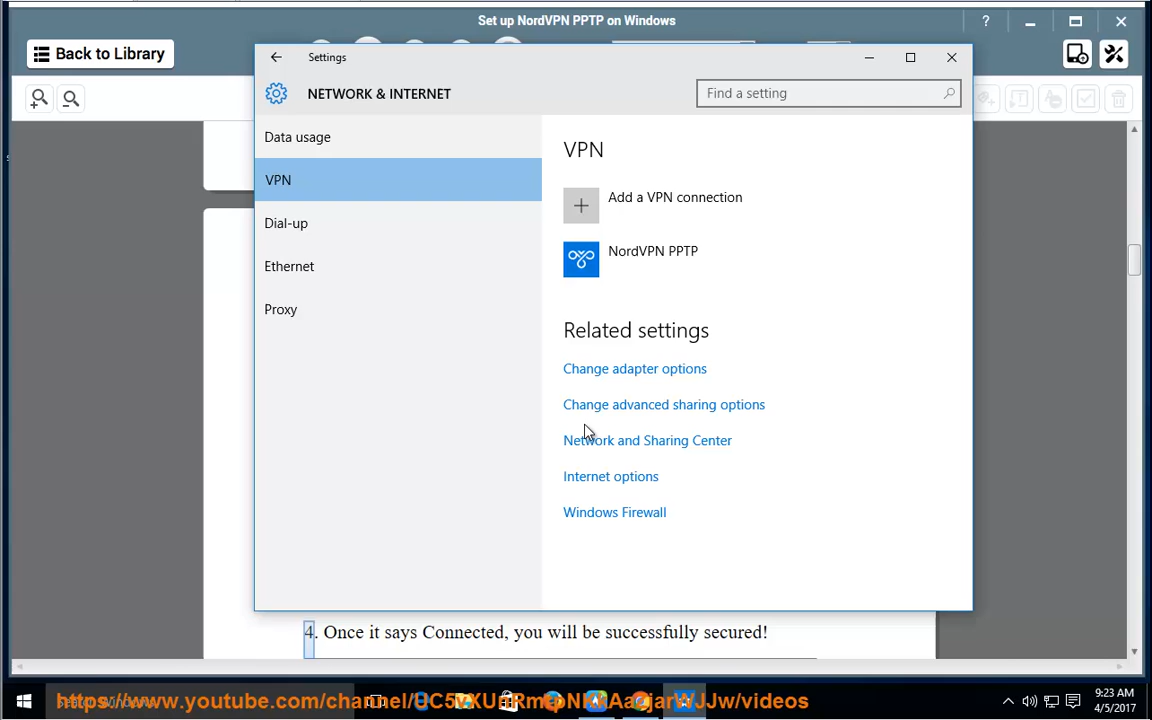 Set up NordVPN PPTP on Windows
?
Back to Library
Settings
NETWORK & INTERNET
Find a setting
Data usage
VPN
Dial-up
Ethernet
Proxy
VPN
Add a VPN connection
NordVPN PPTP
Related settings
Change adapter options
Change advanced sharing options
Network and Sharing Center
Internet options
Windows Firewall
4. Once it says Connected, you will be successfully secured!
9:23 AM
4/5/2017